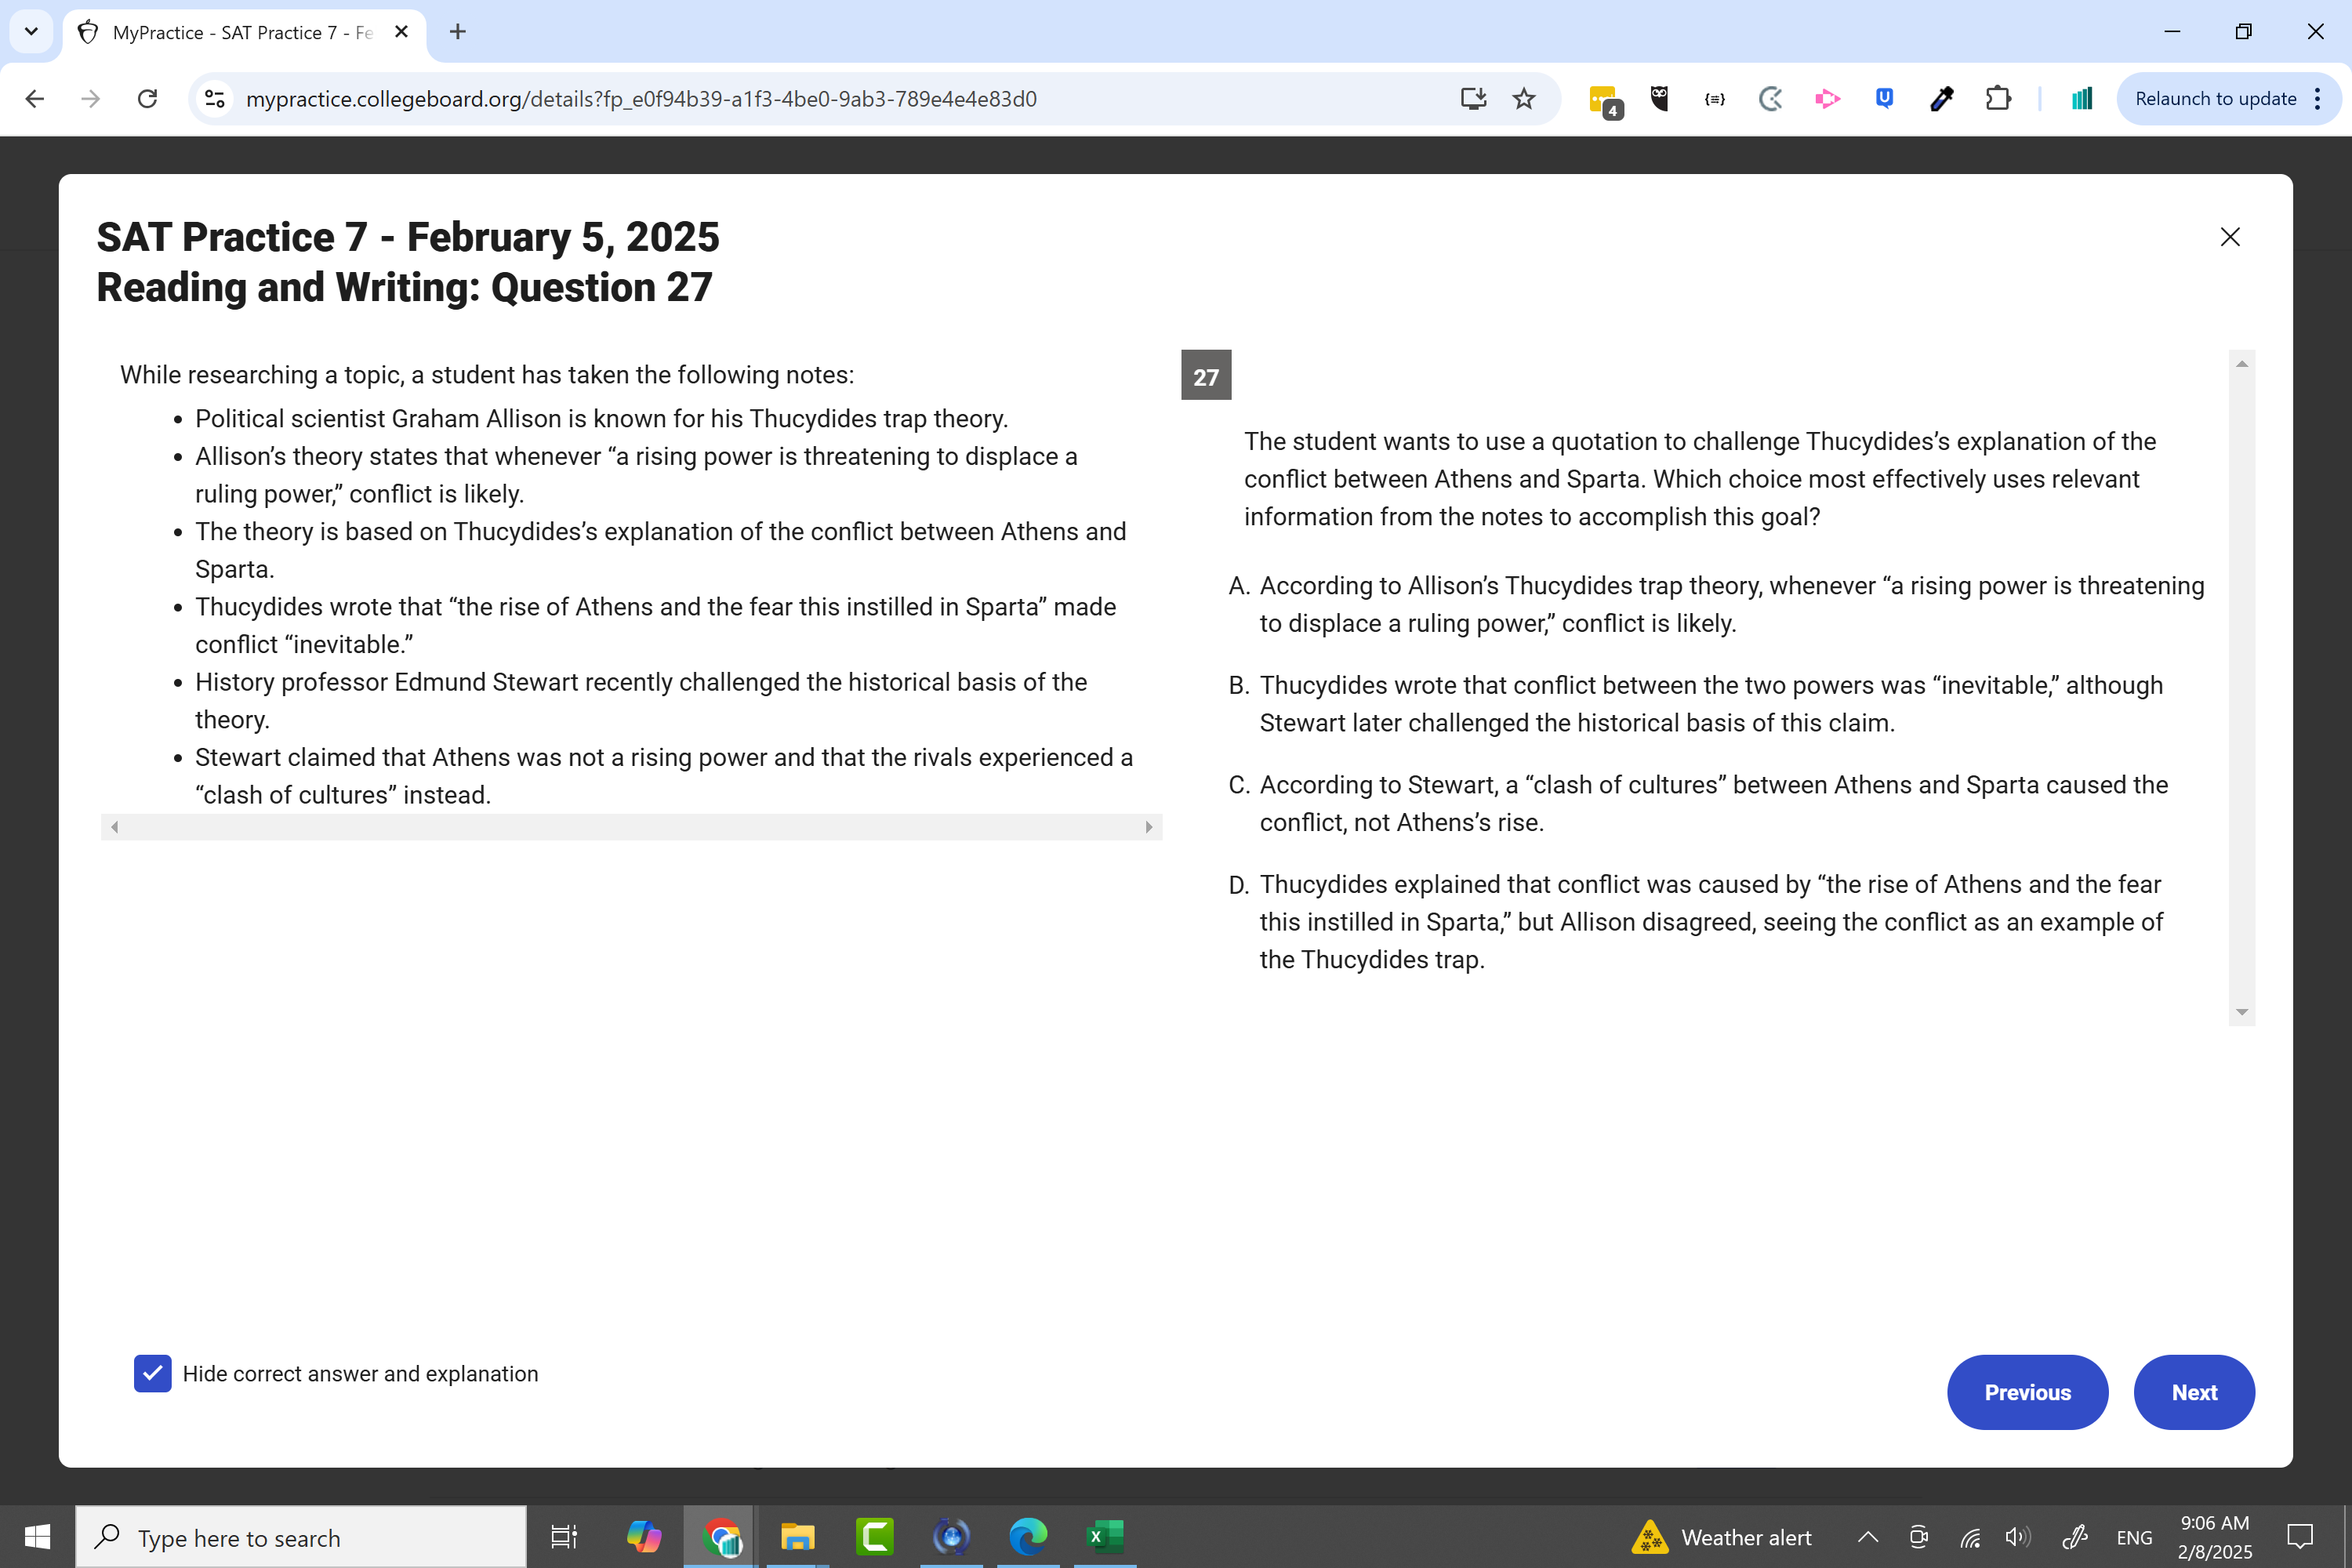 MyPractice - SAT Practice 7 - Fe
mypractice.collegeboard.org/details?fp_e0f94b39-a1f3-4be0-9ab3-789e4e4e83d0
4
Relaunch to update
SAT Practice 7 - February 5, 2025
Reading and Writing: Question 27
While researching a topic, a student has taken the following notes:
• Political scientist Graham Allison is known for his Thucydides trap theory.
• Allison’s theory states that whenever “a rising power is threatening to displace a
ruling power,” conflict is likely.
• The theory is based on Thucydides’s explanation of the conflict between Athens and
Sparta.
• Thucydides wrote that “the rise of Athens and the fear this instilled in Sparta” made
conflict “inevitable.”
• History professor Edmund Stewart recently challenged the historical basis of the
theory.
• Stewart claimed that Athens was not a rising power and that the rivals experienced a
“clash of cultures” instead.
27
The student wants to use a quotation to challenge Thucydides’s explanation of the
conflict between Athens and Sparta. Which choice most effectively uses relevant
information from the notes to accomplish this goal?
A. According to Allison’s Thucydides trap theory, whenever “a rising power is threatening
to displace a ruling power,” conflict is likely.
B. Thucydides wrote that conflict between the two powers was “inevitable,” although
Stewart later challenged the historical basis of this claim.
C. According to Stewart, a “clash of cultures” between Athens and Sparta caused the
conflict, not Athens’s rise.
D. Thucydides explained that conflict was caused by “the rise of Athens and the fear
this instilled in Sparta,” but Allison disagreed, seeing the conflict as an example of
the Thucydides trap.
Hide correct answer and explanation
Previous
Next
Type here to search
Weather alert
ENG
9:06 AM
2/8/2025